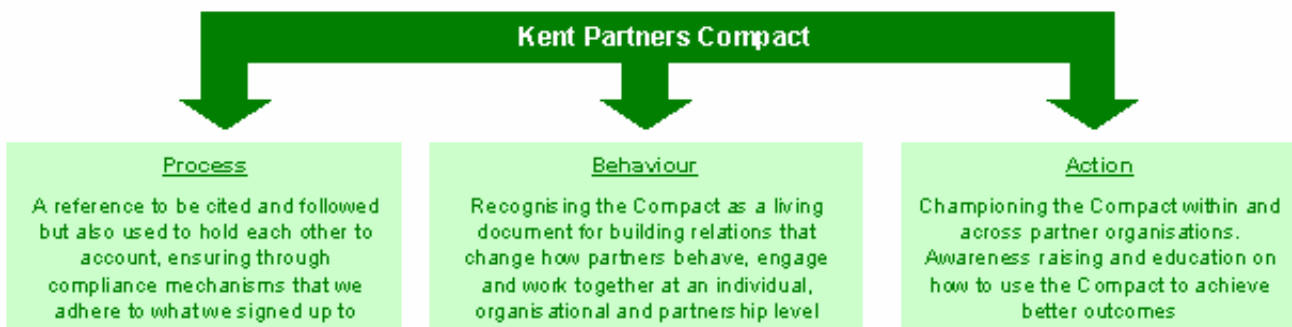 Kent Partners Compact
Process
A reference to be cited and followed
but also used to hold each other to
account, ensuring through
compliance mechanisms that we
adhere to what we signed up to
Behaviour
Recognising the Compact as a living
document for building relations that
change how partners behave, engage
and work together at an individual,
organisational and partnership level
Action
Championing the Compact within and
across partner organisations.
Awareness raising and education on
how to use the Compact to achieve
better outcomes